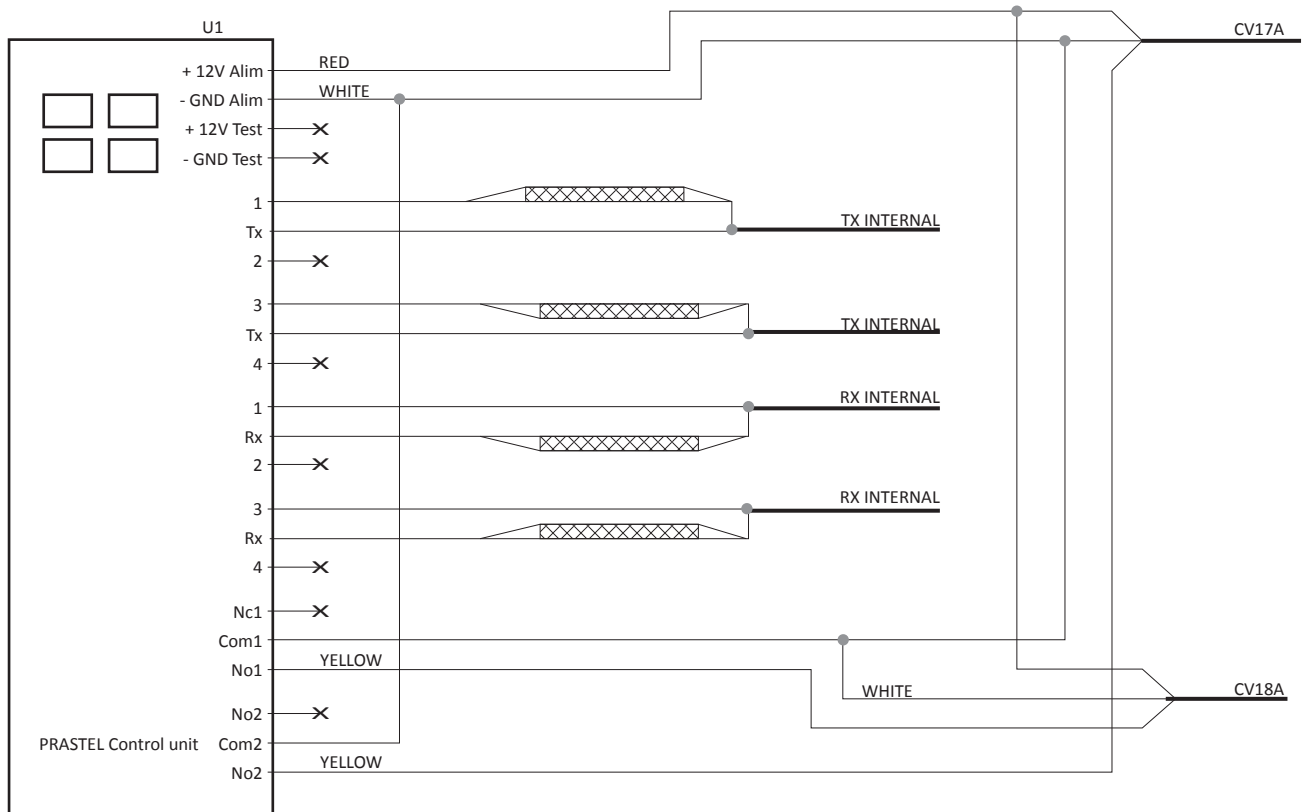 U1
CV17A
+ 12V Alim
RED
- GND Alim
WHITE
+ 12V Test
- GND Test
1
Tx
TX INTERNAL
2
3
Tx
TX INTERNAL
4
1
RX INTERNAL
Rx
2
3
RX INTERNAL
Rx
4
Nc1
Com1
No1
YELLOW
WHITE
CV18A
No2
PRASTEL Control unit
Com2
No2
YELLOW